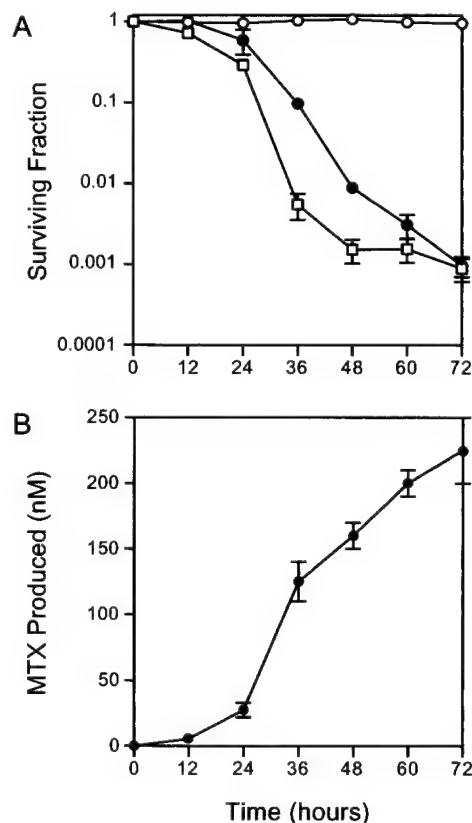 A
Surviving Fraction
1
0.1
0.01
0.001
0.0001
0 12 24 36 48 60 72
B
MTX Produced (nM)
250
200
150
100
50
0
0 12 24 36 48 60 72
Time (hours)